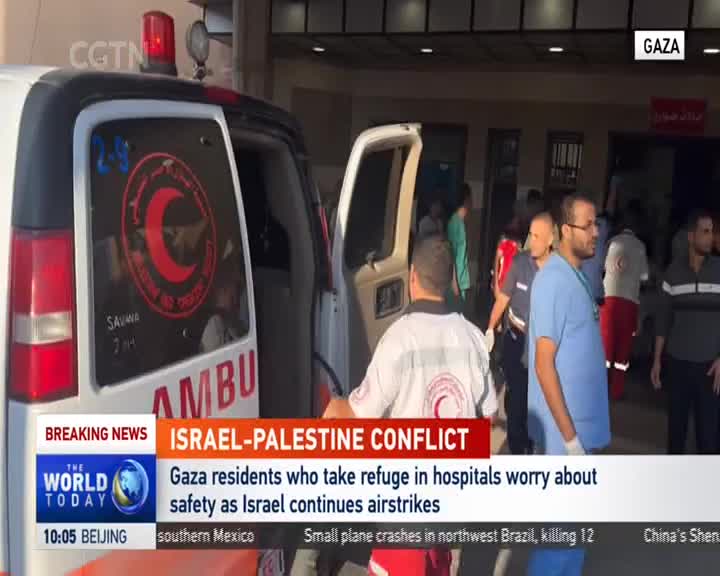 CGTN
GAZA
2-9
SAVANA
AMBU
BREAKING NEWS
ISRAEL-PALESTINE CONFLICT
THE
WORLD
TODAY
Gaza residents who take refuge in hospitals worry about
safety as Israel continues airstrikes
10:05 BEIJING
southern Mexico Small plane crashes in northwest Brazil, killing 12 China's Shen